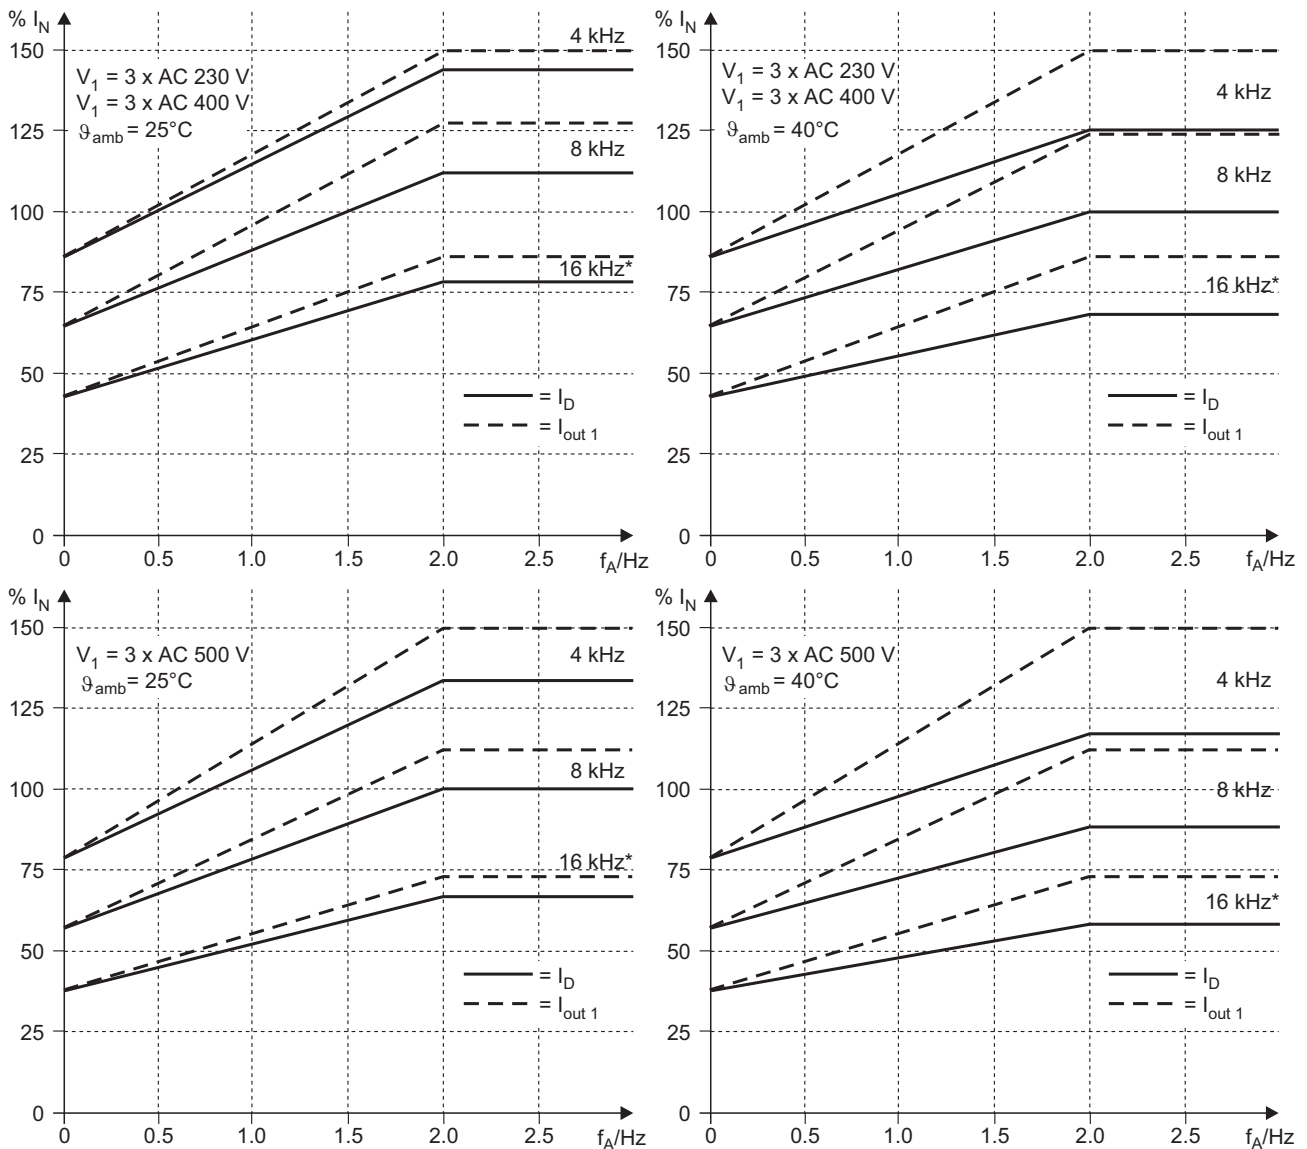 % I_N
150
125
100
75
50
25
0
V_1 = 3 x AC 230 V
V_1 = 3 x AC 400 V
ϑ_amb = 25°C
4 kHz
8 kHz
16 kHz*
= I_D
= I_out 1
0 0.5 1.0 1.5 2.0 2.5 f_A/Hz
% I_N
150
125
100
75
50
25
0
V_1 = 3 x AC 230 V
V_1 = 3 x AC 400 V
ϑ_amb = 40°C
4 kHz
8 kHz
16 kHz*
= I_D
= I_out 1
0 0.5 1.0 1.5 2.0 2.5 f_A/Hz
% I_N
150
125
100
75
50
25
0
V_1 = 3 x AC 500 V
ϑ_amb = 25°C
4 kHz
8 kHz
16 kHz*
= I_D
= I_out 1
0 0.5 1.0 1.5 2.0 2.5 f_A/Hz
% I_N
150
125
100
75
50
25
0
V_1 = 3 x AC 500 V
ϑ_amb = 40°C
4 kHz
8 kHz
16 kHz*
= I_D
= I_out 1
0 0.5 1.0 1.5 2.0 2.5 f_A/Hz